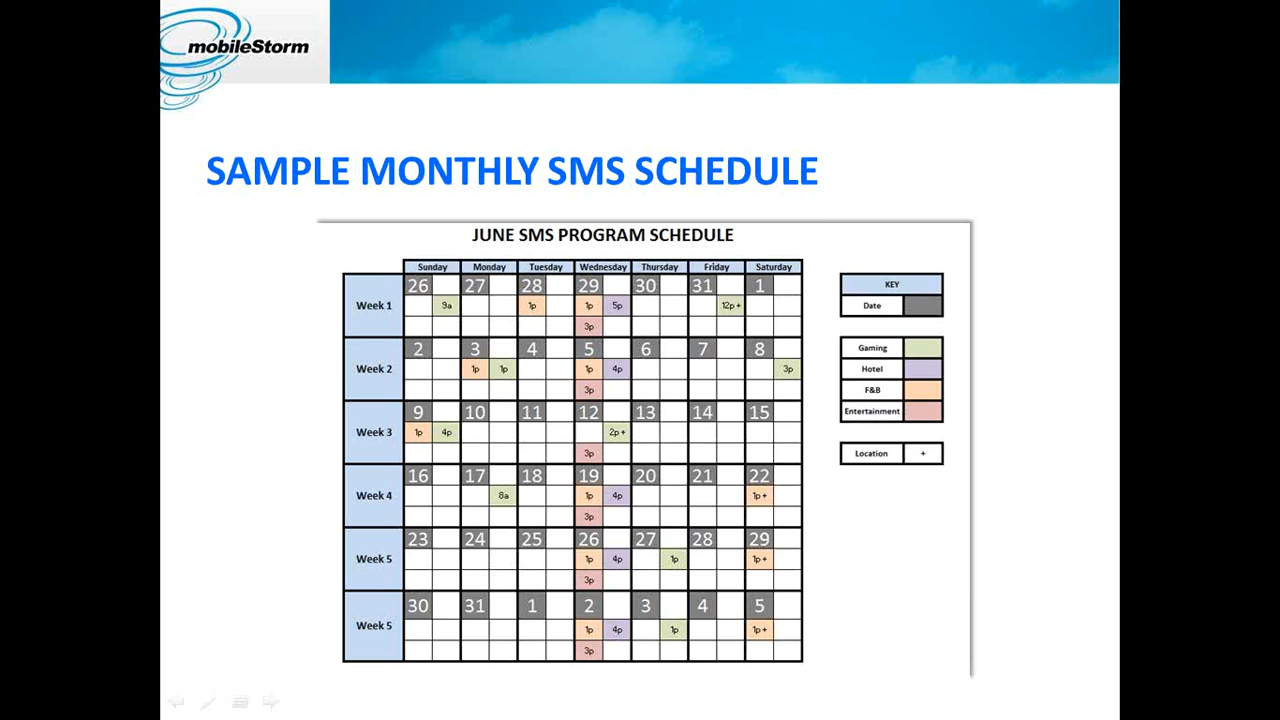 mobileStorm
SAMPLE MONTHLY SMS SCHEDULE
JUNE SMS PROGRAM SCHEDULE
Sunday Monday Tuesday Wednesday Thursday Friday Saturday
Week 1
26 27 28 29 30 31 1
9a 1p 1p 5p 12p+
3p
Week 2
2 3 4 5 6 7 8
1p 1p 1p 4p 3p
3p
Week 3
9 10 11 12 13 14 15
1p 4p 2p+
3p
Week 4
16 17 18 19 20 21 22
8a 1p 4p 1p+
3p
Week 5
23 24 25 26 27 28 29
1p 4p 1p 1p+
3p
Week 5
30 31 1 2 3 4 5
1p 4p 1p 1p+
3p
KEY
Date
Gaming
Hotel
F&B
Entertainment
Location +